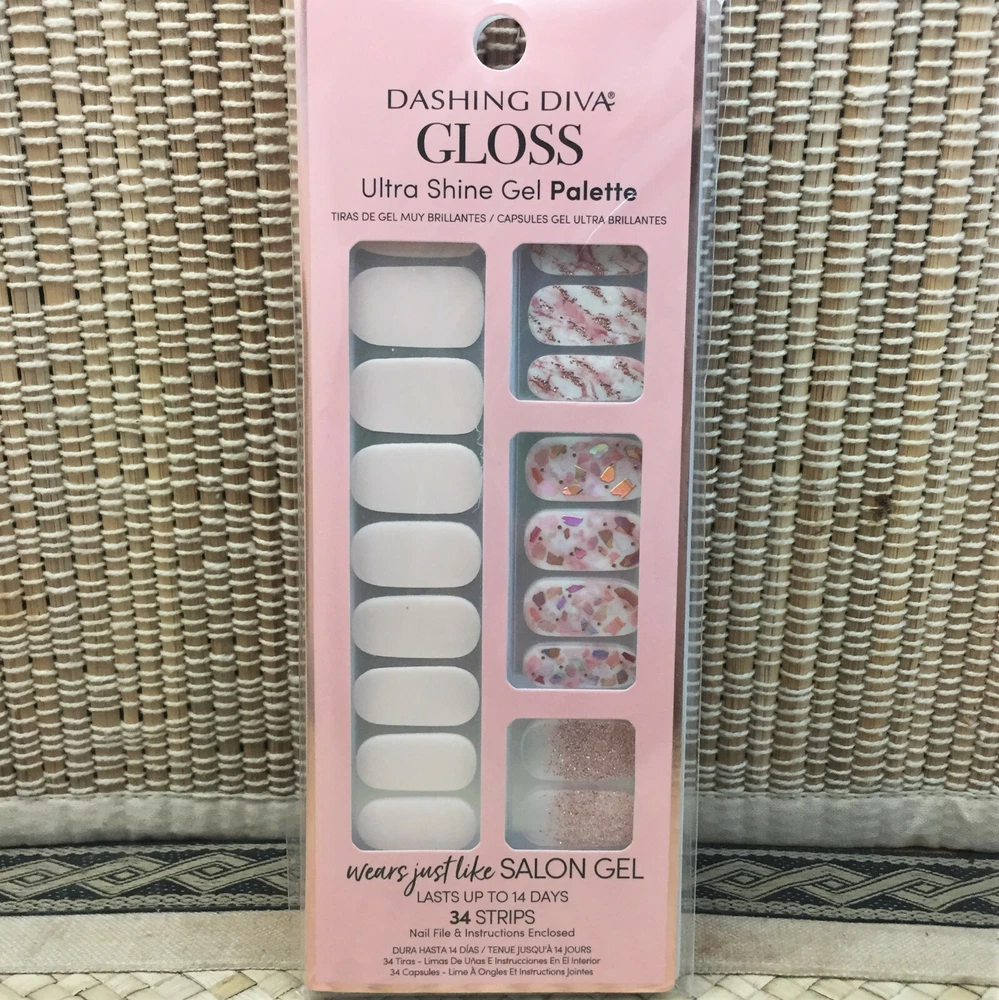 DASHING DIVA®
GLOSS
Ultra Shine Gel Palette
TIRAS DE GEL MUY BRILLANTES / CAPSULES GEL ULTRA BRILLANTES
wears just like SALON GEL
LASTS UP TO 14 DAYS
34 STRIPS
Nail File & Instructions Enclosed
DURA HASTA 14 DÍAS / TENUE JUSQU'À 14 JOURS
34 Tiras - Limas De Uñas E Instrucciones En El Interior
34 Capsules - Lime À Ongles Et Instructions Jointes